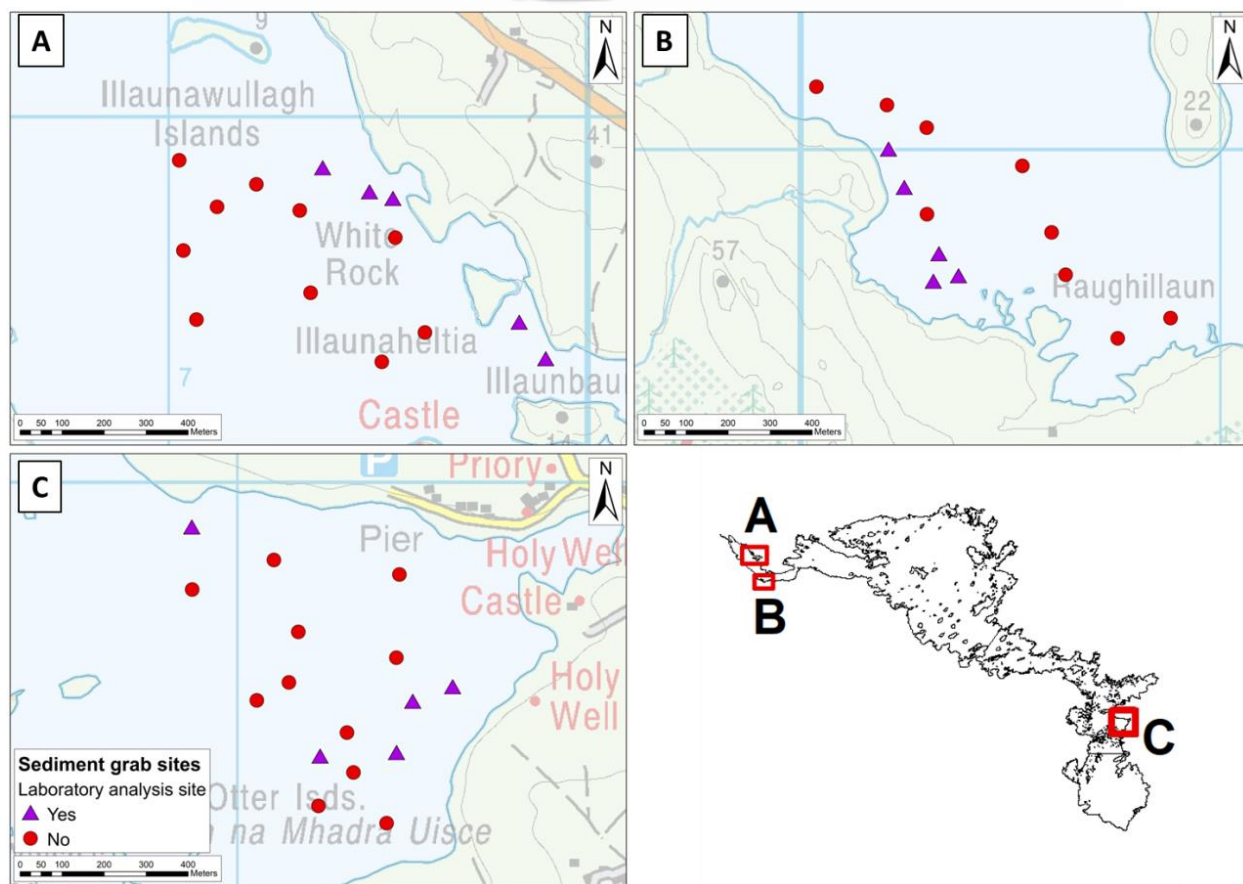 A
N
9
Illaunawullagh
Islands
41
White
Rock
Illaunaheltia
7
Illaunbau
Castle
0 50 100 200 300 400
Meters
B
N
22
57
Raughillaun
0 50 100 200 300 400
Meters
C
N
P
Priory
Pier
Holy Wel
Castle
Holy
Well
Sediment grab sites
Laboratory analysis site
Yes
No
Otter Isds.
na Mhadra Uisce
0 50 100 200 300 400
Meters
A
B
C